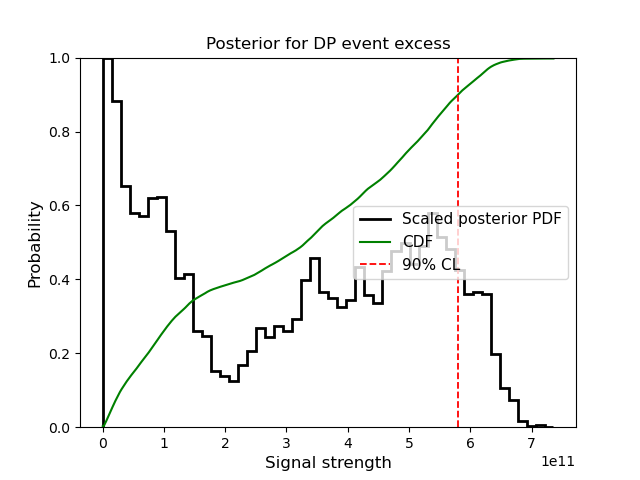 Posterior for DP event excess
Probability
1.0
0.8
0.6
0.4
0.2
0.0
Scaled posterior PDF
CDF
90% CL
0 1 2 3 4 5 6 7
1e11
Signal strength